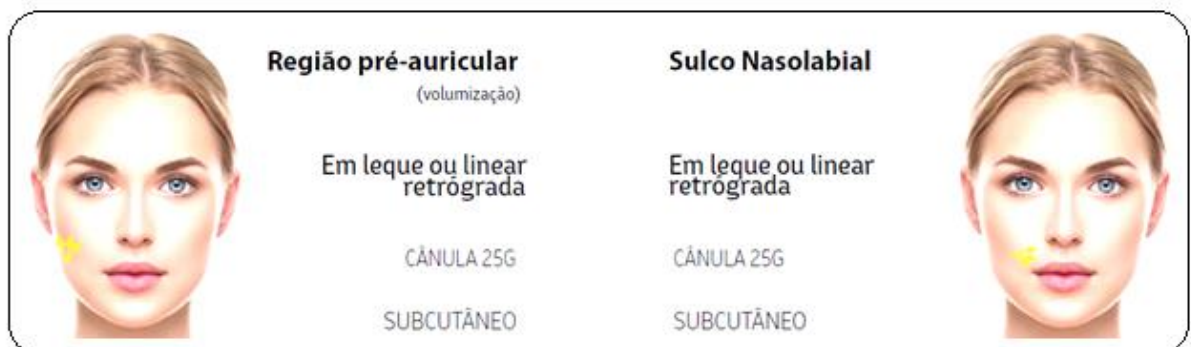 Região pré-auricular
(volumização)
Em leque ou linear
retrógrada
CÂNULA 25G
SUBCUTÂNEO
Sulco Nasolabial
Em leque ou linear
retrógrada
CÂNULA 25G
SUBCUTÂNEO